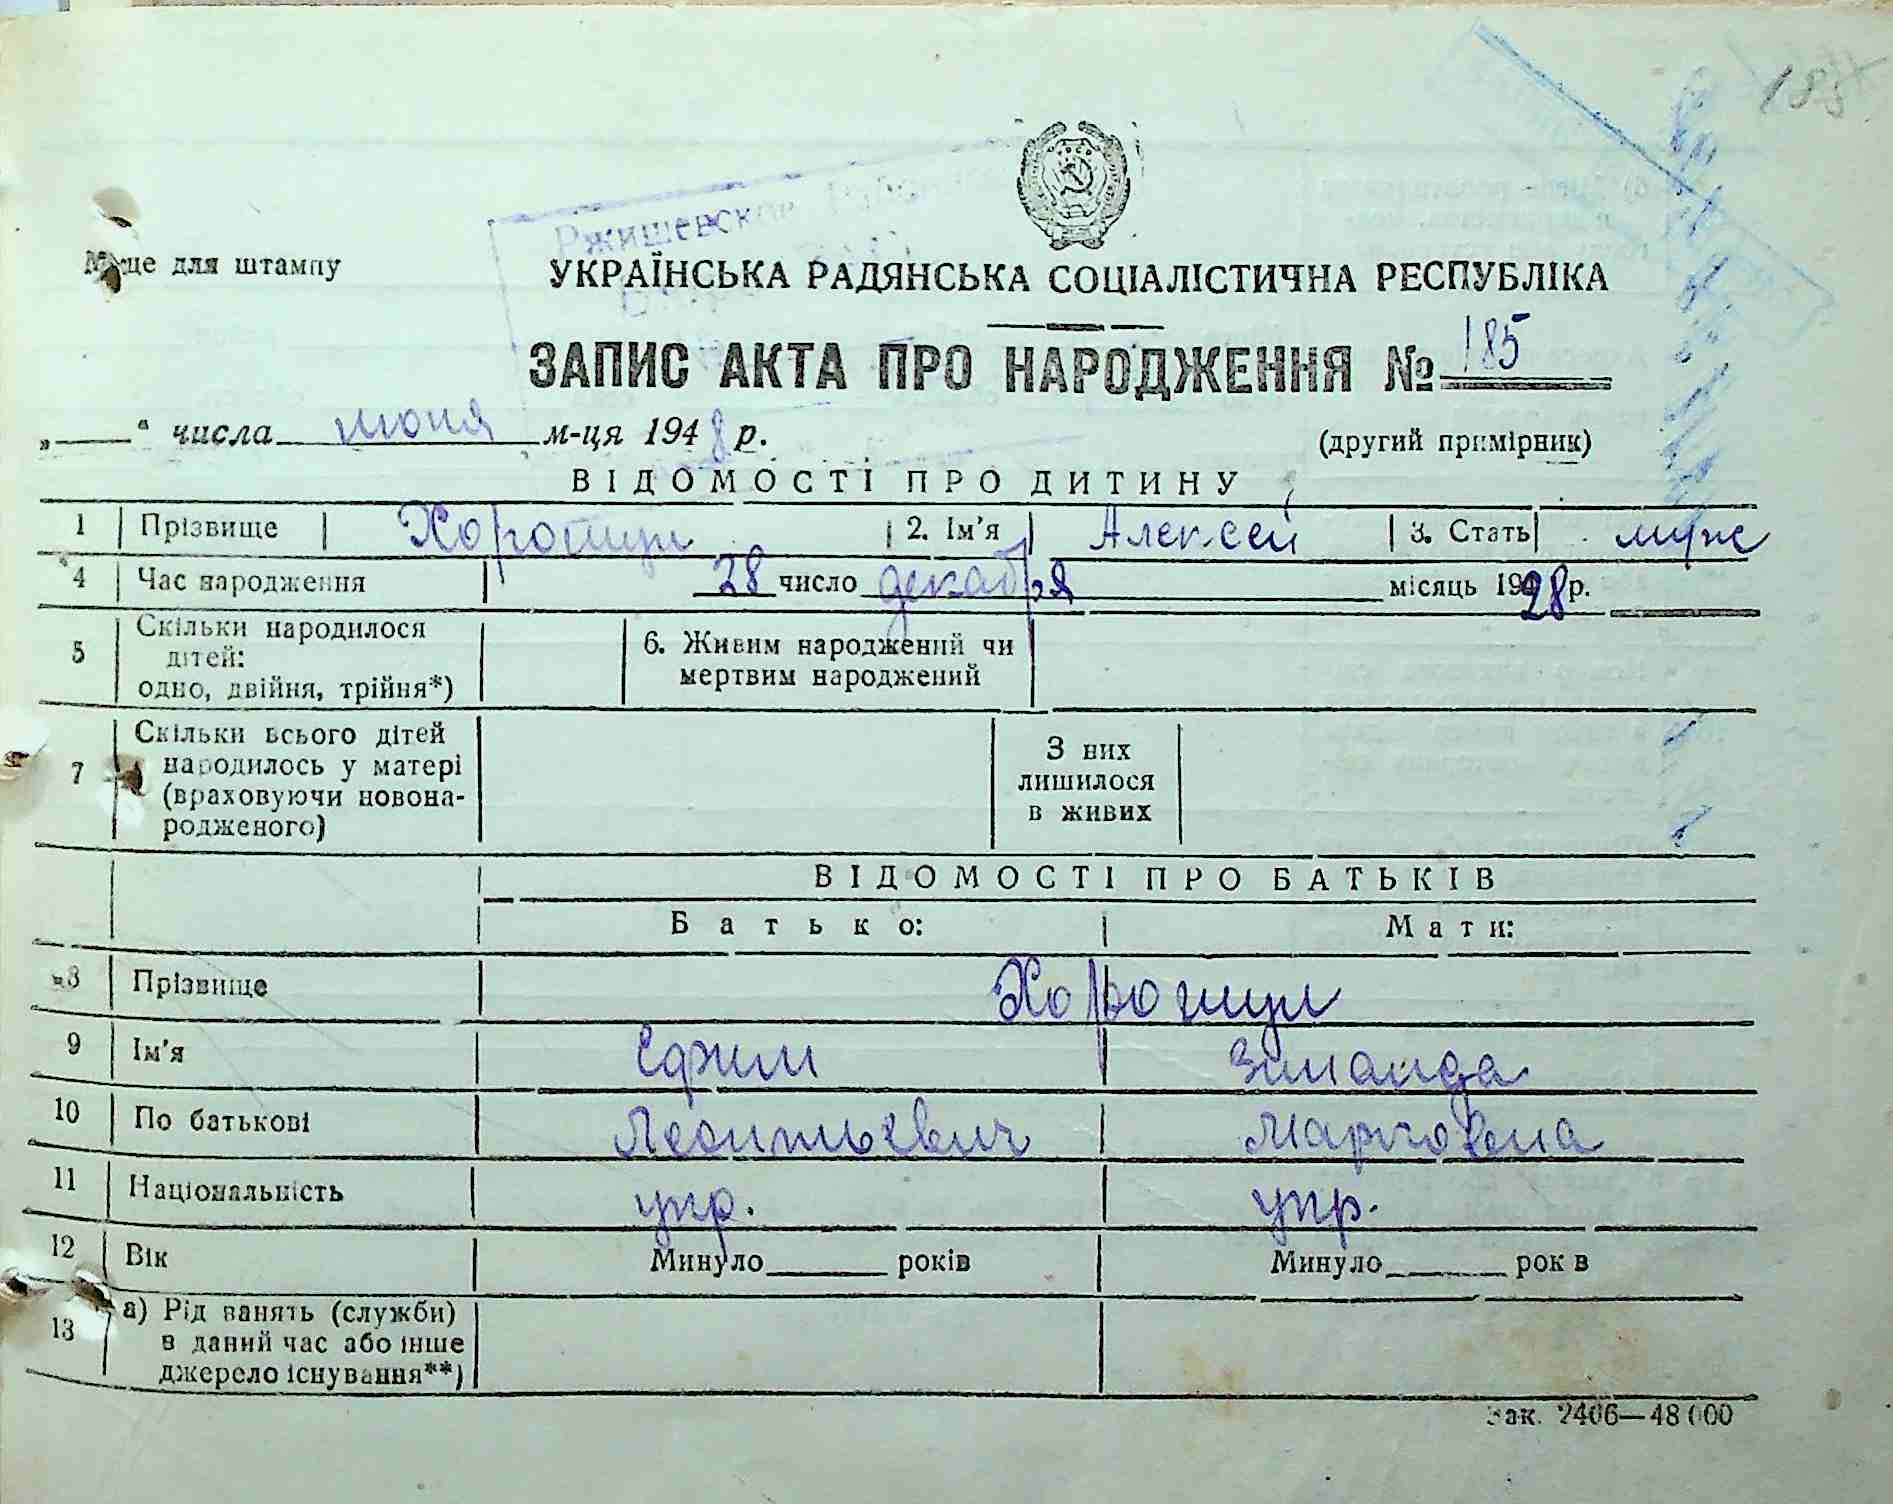 185
Ржищевское Район
Місце для штампу
УКРАЇНСЬКА РАДЯНСЬКА СОЦІАЛІСТИЧНА РЕСПУБЛІКА
ЗАПИС АКТА ПРО НАРОДЖЕННЯ № 185
„ “ числа июня м-ця 1948 р.
(другий примірник)
ВІДОМОСТІ ПРО ДИТИНУ
1 Прізвище Хорошун 2. Ім'я Алексей 3. Стать муж
4 Час народження 28 число декабря місяць 1928 р.
5 Скільки народилося дітей: одно, двійня, трійня*) 6. Живим народжений чи мертвим народжений
7 Скільки всього дітей народилось у матері (враховуючи новонародженого) З них лишилося в живих
ВІДОМОСТІ ПРО БАТЬКІВ
Батько: Мати:
8 Прізвище Хорошун
9 Ім'я Ефим Зинаида
10 По батькові Леонтьевич Марковна
11 Національність укр. укр.
12 Вік Минуло років Минуло років
13 а) Рід занять (служби) в даний час або інше джерело існування**)
Зак. 2406—48000